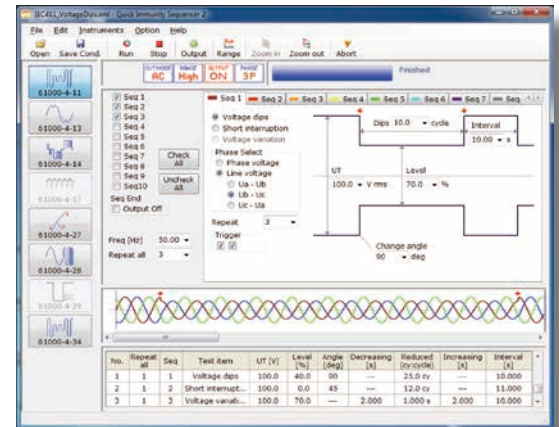 IEC411_VoltageDips.eml - Quick Immunity Sequencer 2
File Edit Instruments Option Help
Open Save Cond. Run Stop Output Range Zoom in Zoom out Abort
OUTMODE RANGE OUTPUT PHASE
AC High ON 3P
Finished
61000-4-11
61000-4-13
61000-4-14
61000-4-17
61000-4-27
61000-4-28
61000-4-29
61000-4-34
Seq 1
Seq 2
Seq 3
Seq 4
Seq 5
Seq 6
Seq 7
Seq 8
Seq 9
Seq10
Check All
Uncheck All
Seq End
Output Off
Freq [Hz] 50.00
Repeat all 3
Seq 1 Seq 2 Seq 3 Seq 4 Seq 5 Seq 6 Seq 7 Seq
Voltage dips
Short interruption
Voltage variation
Phase Select
Phase voltage
Line voltage
Ua - Ub
Ub - Uc
Uc - Ua
Repeat 3
Trigger
Dips 10.0 cycle
Interval
10.00 s
UT
100.0 V rms
Level
70.0 %
Change angle
90 deg
No. Repeat all Seq Test item UT [V] Level [%] Angle [deg] Decreasing [s] Reduced (cy:cycle) Increasing [s] Interval [s]
1 1 1 Voltage dips 100.0 40.0 90 --- 25.0 cy --- 10.000
2 1 2 Short interrupt... 100.0 0.0 45 --- 12.0 cy --- 11.000
3 1 3 Voltage variati... 100.0 70.0 --- 2.000 1.000 s 2.000 10.000